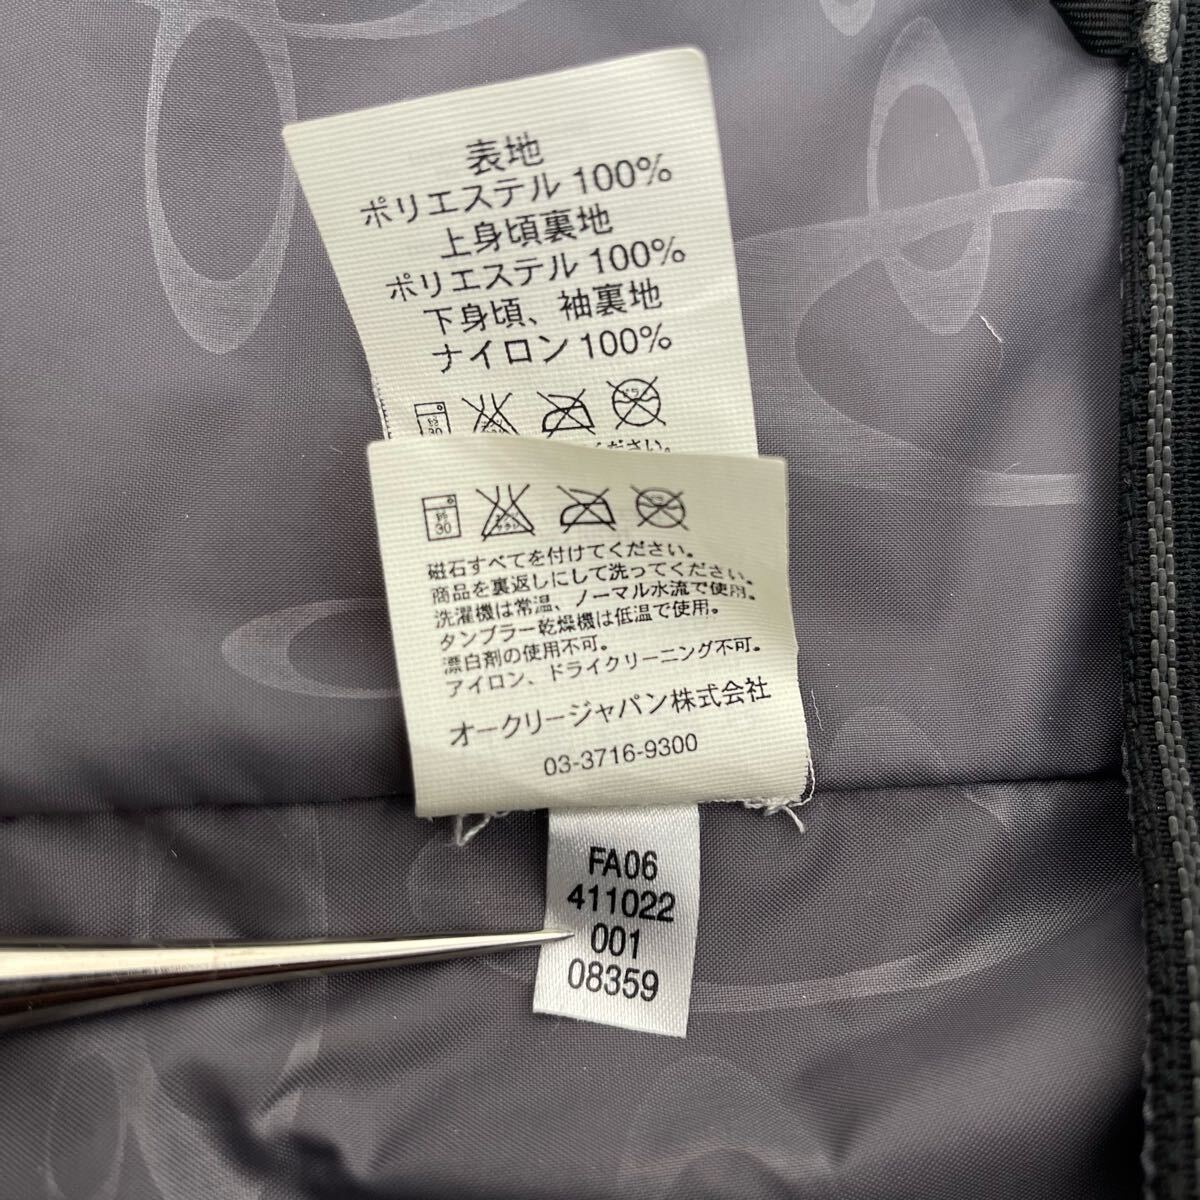 表地
ポリエステル 100%
上身頃裏地
ポリエステル 100%
下身頃、袖裏地
ナイロン 100%
30
ださい。
30
磁石すべてを付けてください。
商品を裏返しにして洗ってください。
洗濯機は常温、ノーマル水流で使用。
タンブラー乾燥機は低温で使用。
漂白剤の使用不可。
アイロン、ドライクリーニング不可。
オークリージャパン株式会社
03-3716-9300
FA06
411022
001
08359